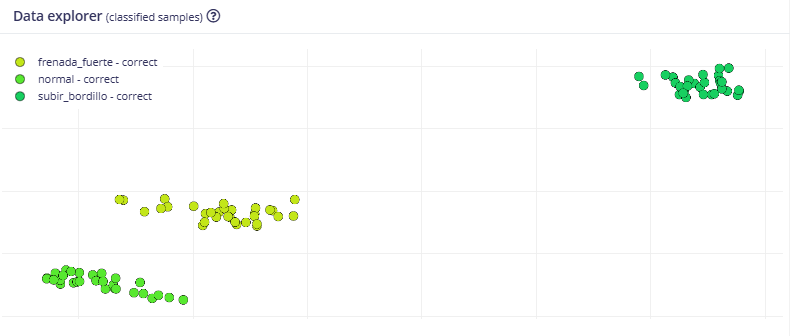 Data explorer (classified samples) ?
frenada_fuerte - correct
normal - correct
subir_bordillo - correct